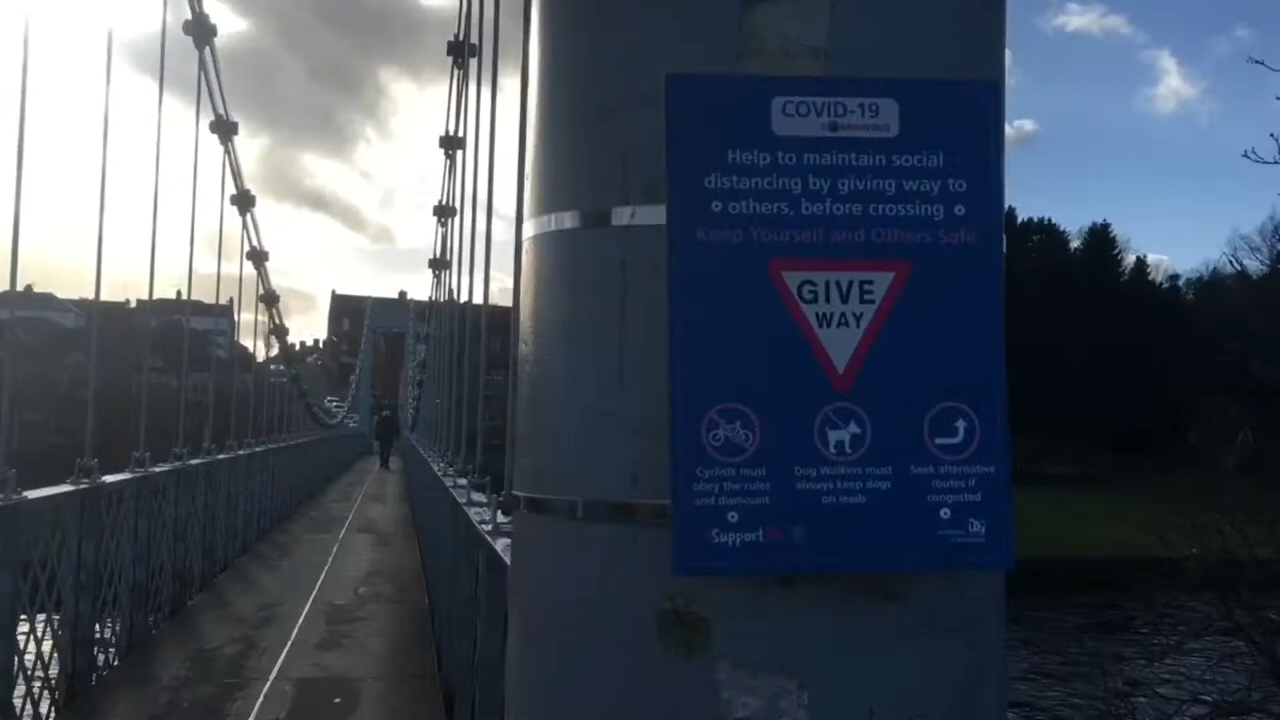 COVID-19
CORONAVIRUS
Help to maintain social
distancing by giving way to
others, before crossing
Keep Yourself and Others Safe
GIVE
WAY
Cyclists must
obey the rules
and dismount
Dog Walkers must
always keep dogs
on leads
Seek alternative
routes if
congested
Support